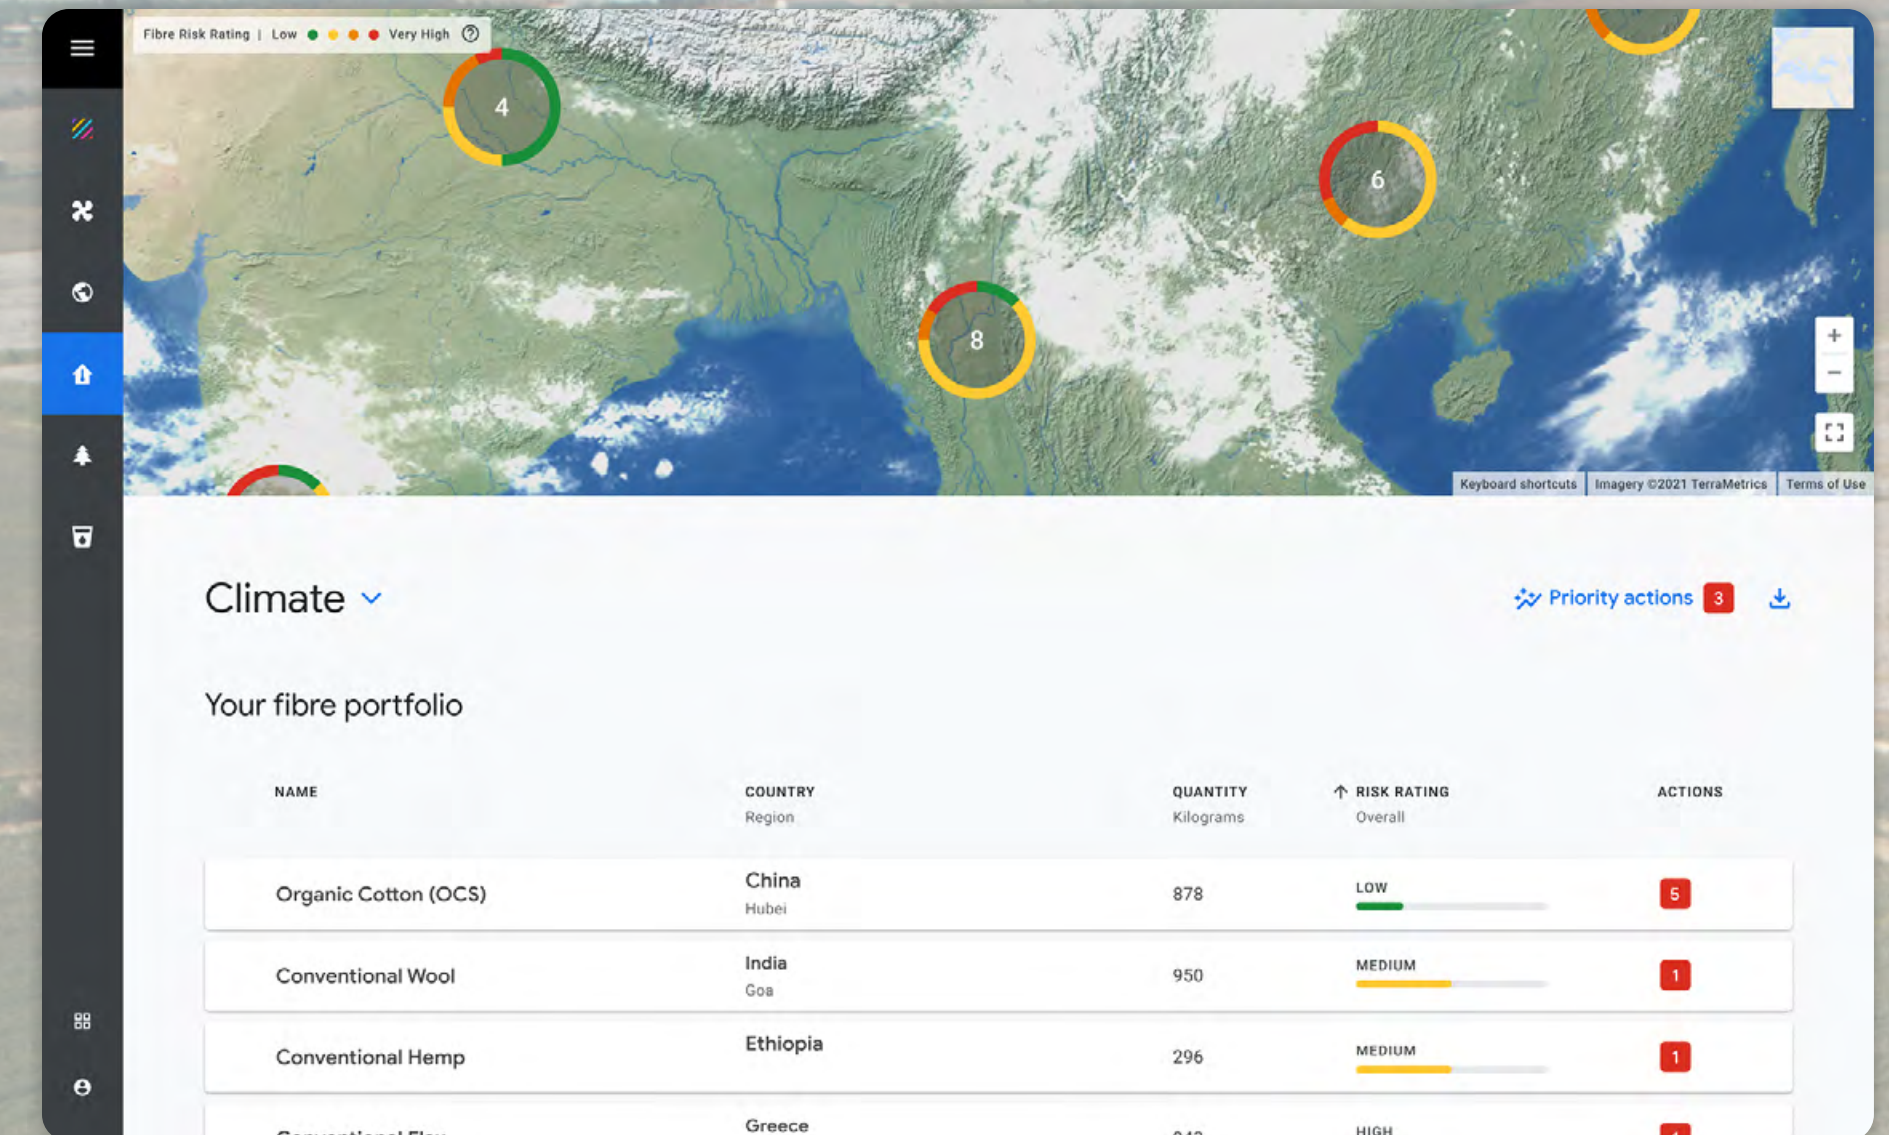 Fibre Risk Rating | Low Very High
4
6
8
Keyboard shortcuts Imagery ©2021 TerraMetrics Terms of Use
Climate
Priority actions 3
Your fibre portfolio
NAME COUNTRY QUANTITY RISK RATING ACTIONS
Region Kilograms Overall
Organic Cotton (OCS) China 878 LOW 5
Hubei
Conventional Wool India 950 MEDIUM 1
Goa
Conventional Hemp Ethiopia 296 MEDIUM 1
Greece HIGH